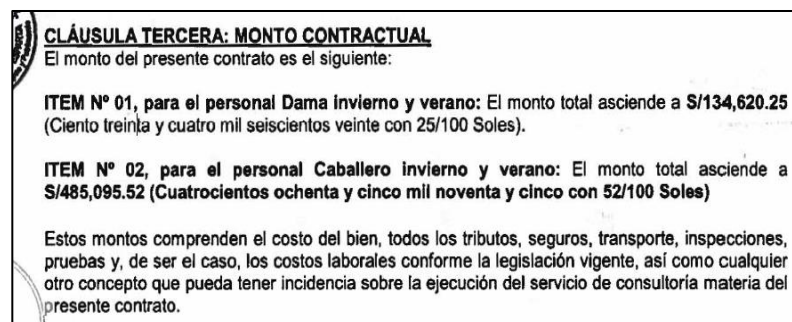 CLÁUSULA TERCERA: MONTO CONTRACTUAL
El monto del presente contrato es el siguiente:
ITEM Nº 01, para el personal Dama invierno y verano: El monto total asciende a S/134,620.25
(Ciento treinta y cuatro mil seiscientos veinte con 25/100 Soles).
ITEM Nº 02, para el personal Caballero invierno y verano: El monto total asciende a
S/485,095.52 (Cuatrocientos ochenta y cinco mil noventa y cinco con 52/100 Soles)
Estos montos comprenden el costo del bien, todos los tributos, seguros, transporte, inspecciones,
pruebas y, de ser el caso, los costos laborales conforme la legislación vigente, así como cualquier
otro concepto que pueda tener incidencia sobre la ejecución del servicio de consultoría materia del
presente contrato.